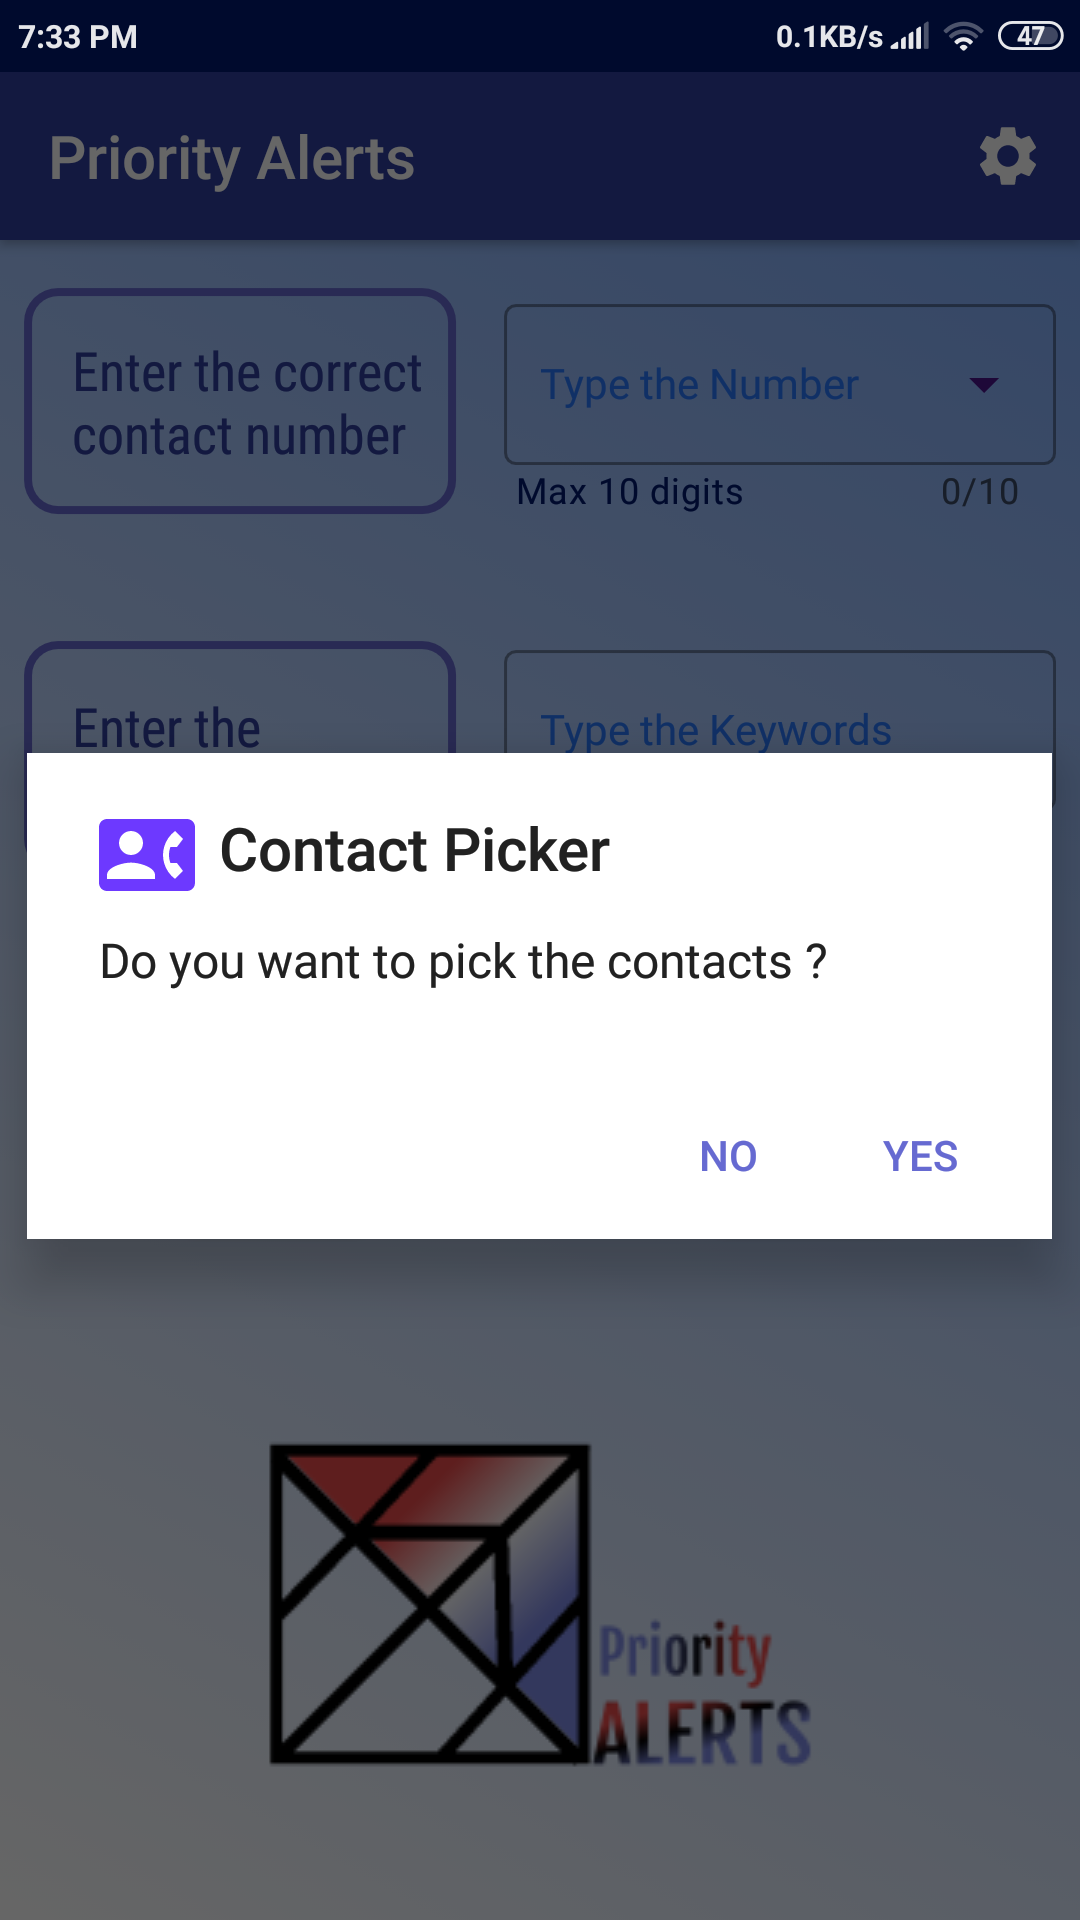 7:33 PM
0.1KB/s
47
Priority Alerts
Enter the correct
contact number
Type the Number
Max 10 digits
0/10
Enter the
Type the Keywords
Contact Picker
Do you want to pick the contacts ?
NO
YES
Priority
ALERTS